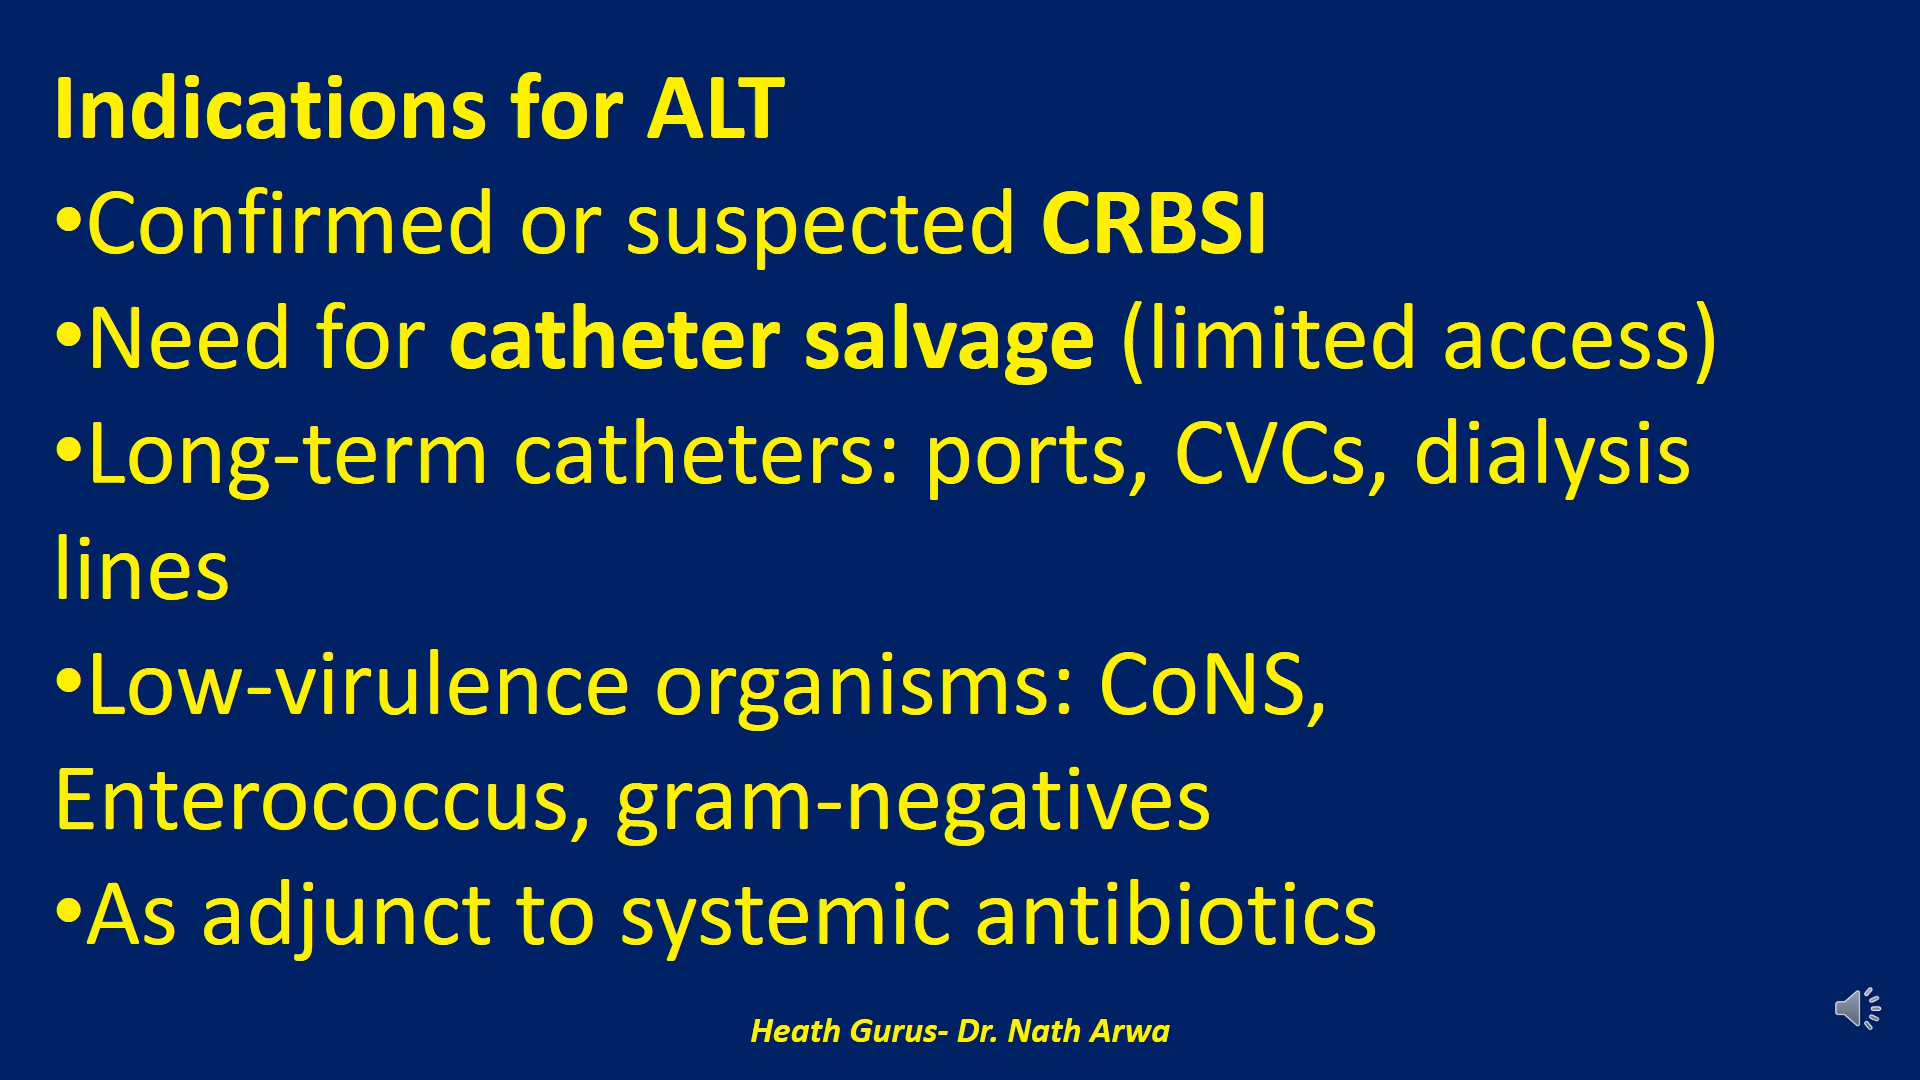 Indications for ALT
•Confirmed or suspected CRBSI
•Need for catheter salvage (limited access)
•Long-term catheters: ports, CVCs, dialysis
lines
•Low-virulence organisms: CoNS,
Enterococcus, gram-negatives
•As adjunct to systemic antibiotics
Heath Gurus- Dr. Nath Arwa